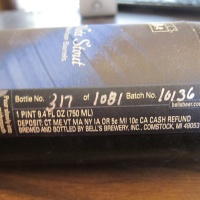 Stout
Bottle No. 317 of 1081 Batch No. 10136
bellsbeer.com
1 PINT 9.4 FL OZ (750 ML)
DEPOSIT: CT ME VT MA NY IA OR 5¢ MI 10¢ CA CASH REFUND
BREWED AND BOTTLED BY BELL'S BREWERY, INC., COMSTOCK, MI 49053